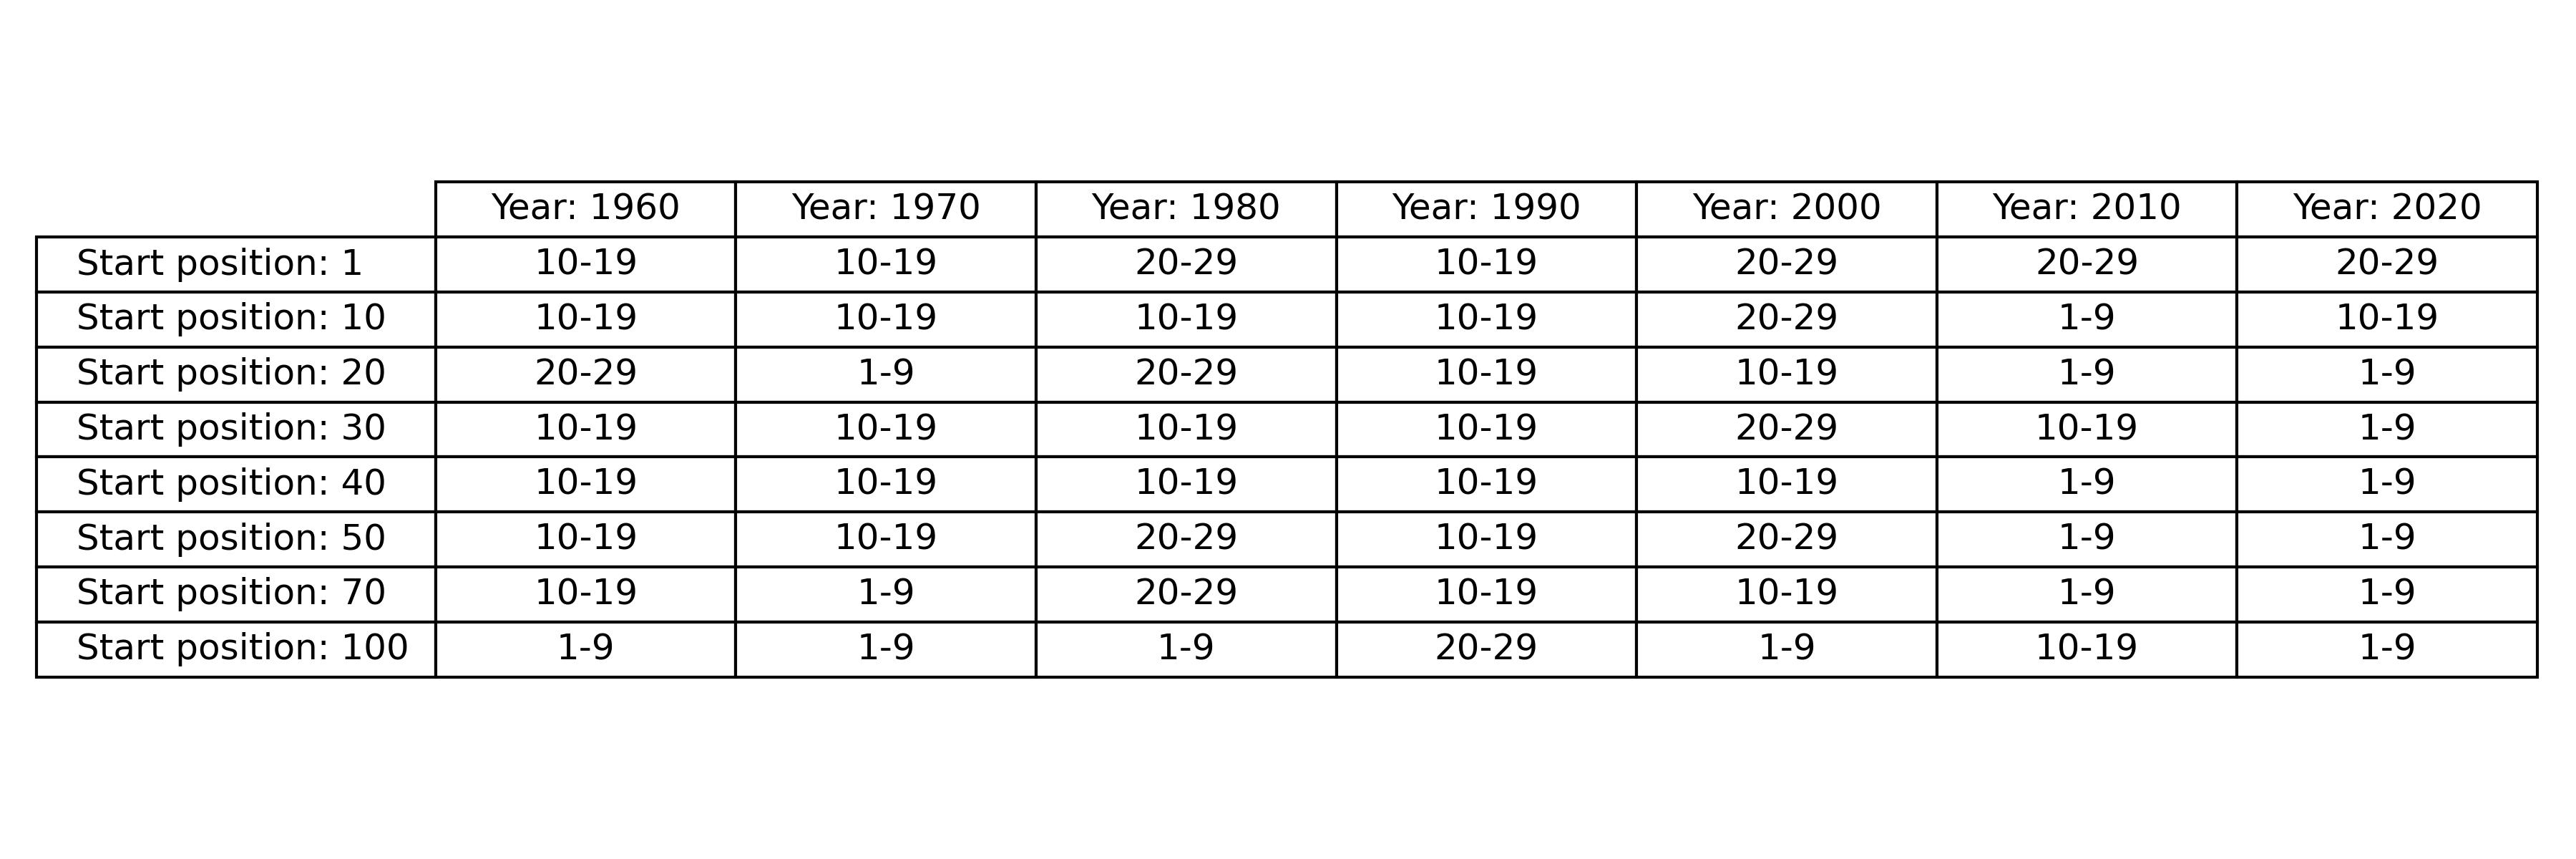 Year: 1960 Year: 1970 Year: 1980 Year: 1990 Year: 2000 Year: 2010 Year: 2020
Start position: 1 10-19 10-19 20-29 10-19 20-29 20-29 20-29
Start position: 10 10-19 10-19 10-19 10-19 20-29 1-9 10-19
Start position: 20 20-29 1-9 20-29 10-19 10-19 1-9 1-9
Start position: 30 10-19 10-19 10-19 10-19 20-29 10-19 1-9
Start position: 40 10-19 10-19 10-19 10-19 10-19 1-9 1-9
Start position: 50 10-19 10-19 20-29 10-19 20-29 1-9 1-9
Start position: 70 10-19 1-9 20-29 10-19 10-19 1-9 1-9
Start position: 100 1-9 1-9 1-9 20-29 1-9 10-19 1-9